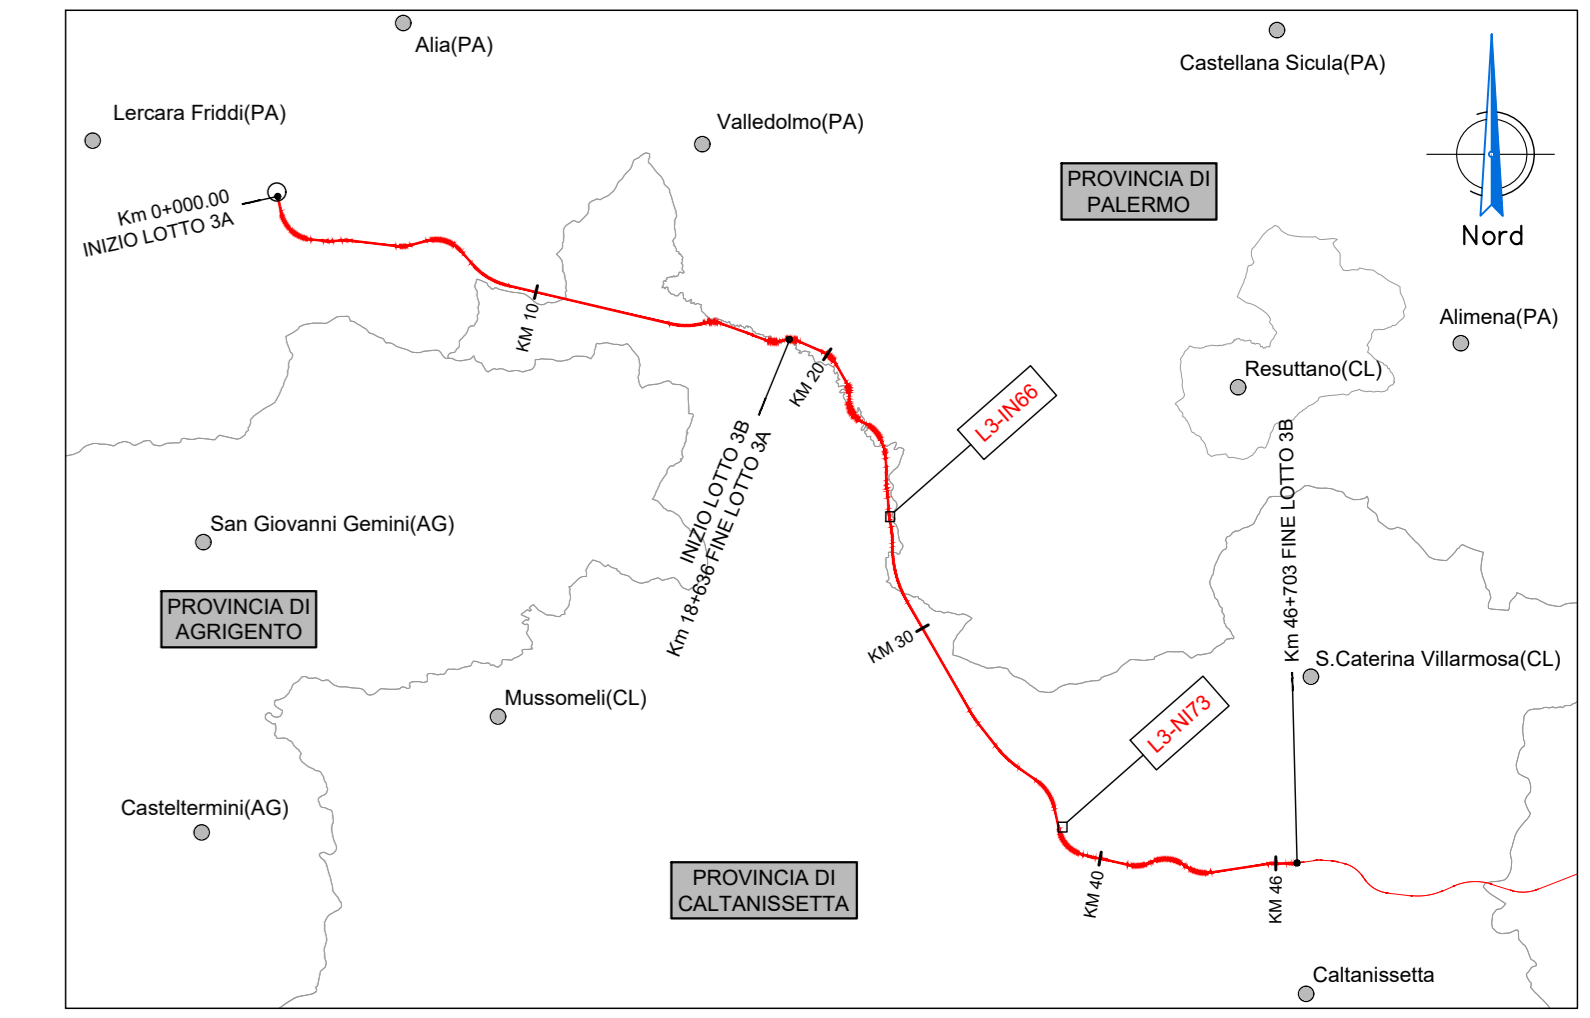 Alia(PA)
Castellana Sicula(PA)
Lercara Friddi(PA)
Valledolmo(PA)
PROVINCIA DI
PALERMO
Nord
Km 0+000.00
INIZIO LOTTO 3A
KM 10
Alimena(PA)
Resuttano(CL)
KM 20
L3-IN66
INIZIO LOTTO 3B
Km 18+636 FINE LOTTO 3A
Km 46+703 FINE LOTTO 3B
San Giovanni Gemini(AG)
PROVINCIA DI
AGRIGENTO
KM 30
S.Caterina Villarmosa(CL)
Mussomeli(CL)
L3-NI73
Casteltermini(AG)
PROVINCIA DI
CALTANISSETTA
KM 40
KM 46
Caltanissetta